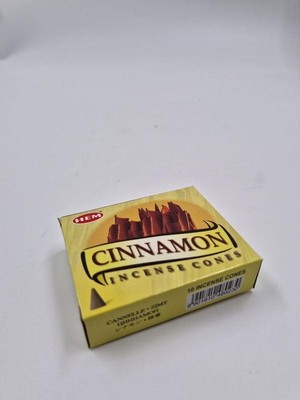 HEM
CINNAMON
INCENSE CONES
CANNELLE • ZIMT
10 INCENSE CONES